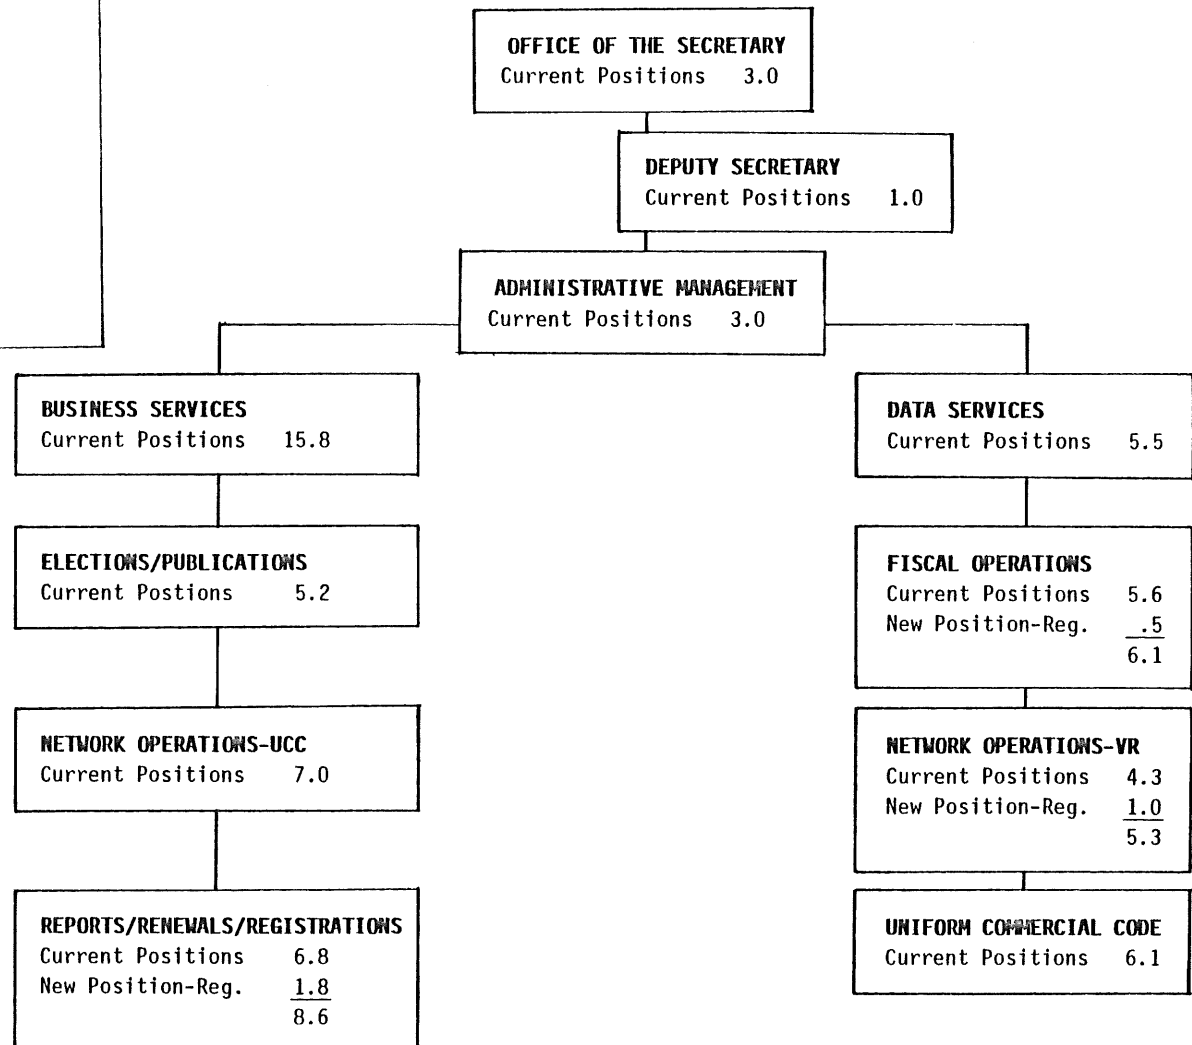 OFFICE OF THE SECRETARY
Current Positions 3.0
DEPUTY SECRETARY
Current Positions 1.0
ADMINISTRATIVE MANAGEMENT
Current Positions 3.0
BUSINESS SERVICES
Current Positions 15.8
ELECTIONS/PUBLICATIONS
Current Postions 5.2
NETWORK OPERATIONS-UCC
Current Positions 7.0
REPORTS/RENEWALS/REGISTRATIONS
Current Positions 6.8
New Position-Reg. 1.8
8.6
DATA SERVICES
Current Positions 5.5
FISCAL OPERATIONS
Current Positions 5.6
New Position-Reg. .5
6.1
NETWORK OPERATIONS-VR
Current Positions 4.3
New Position-Reg. 1.0
5.3
UNIFORM COMMERCIAL CODE
Current Positions 6.1